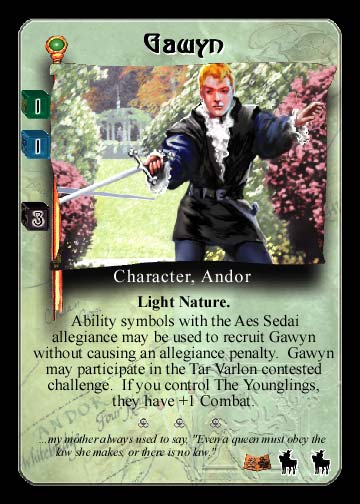 Gawyn
1
1
3
Character, Andor
Light Nature.
Ability symbols with the Aes Sedai
allegiance may be used to recruit Gawyn
without causing an allegiance penalty. Gawyn
may participate in the Tar Varlon contested
challenge. If you control The Younglings,
they have +1 Combat.
ANDOR
Whitebridge
...my mother always used to say, "Even a queen must obey the
law she makes, or there is no law."